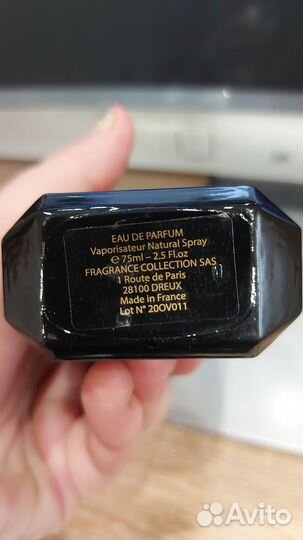 EAU DE PARFUM
Vaporisateur Natural Spray
℮ 75ml – 2.5 Fl.oz
FRAGRANCE COLLECTION SAS
1 Route de Paris
28100 DREUX
Made in France
Lot N° 20OV011
Avito